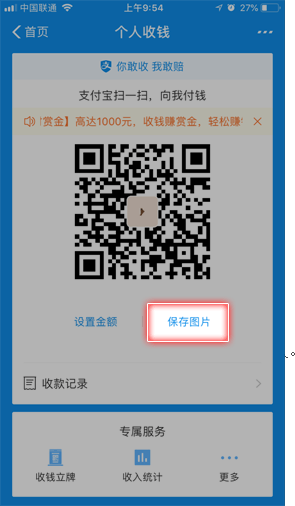 中国联通 上午9:54 27%
首页 个人收钱
你敢收 我敢赔
支付宝扫一扫，向我付钱
赏金】高达1000元，收钱赚赏金，轻松赚
设置金额 保存图片
收款记录
专属服务
收钱立牌 收入统计 更多